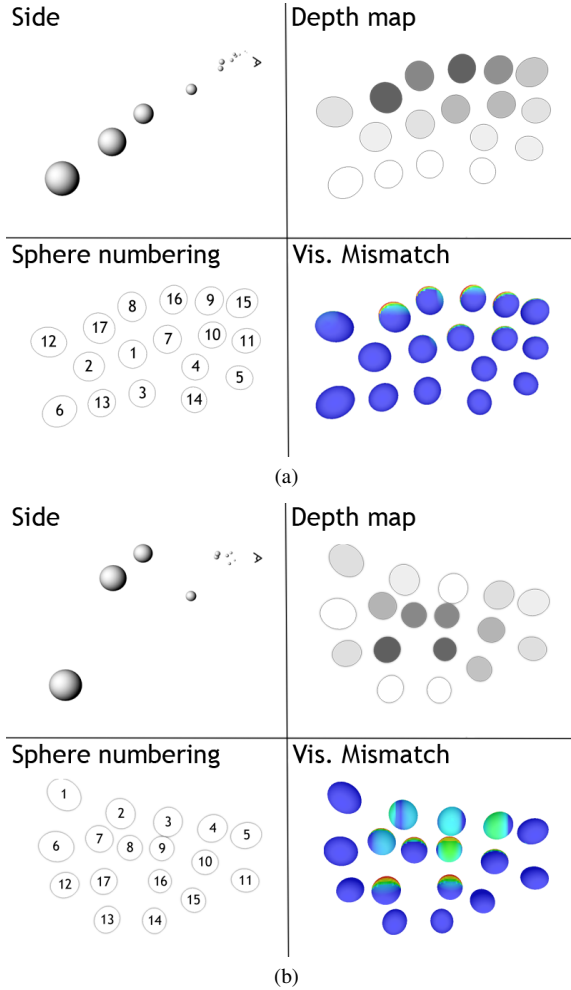 Side
Depth map
Sphere numbering
Vis. Mismatch
8 16 9 15
12 17 7 10 11
2 1 4 5
6 13 3 14
(a)
Side
Depth map
Sphere numbering
Vis. Mismatch
1
2 3 4 5
6 7 8 9 10
12 17 16 11
15
13 14
(b)